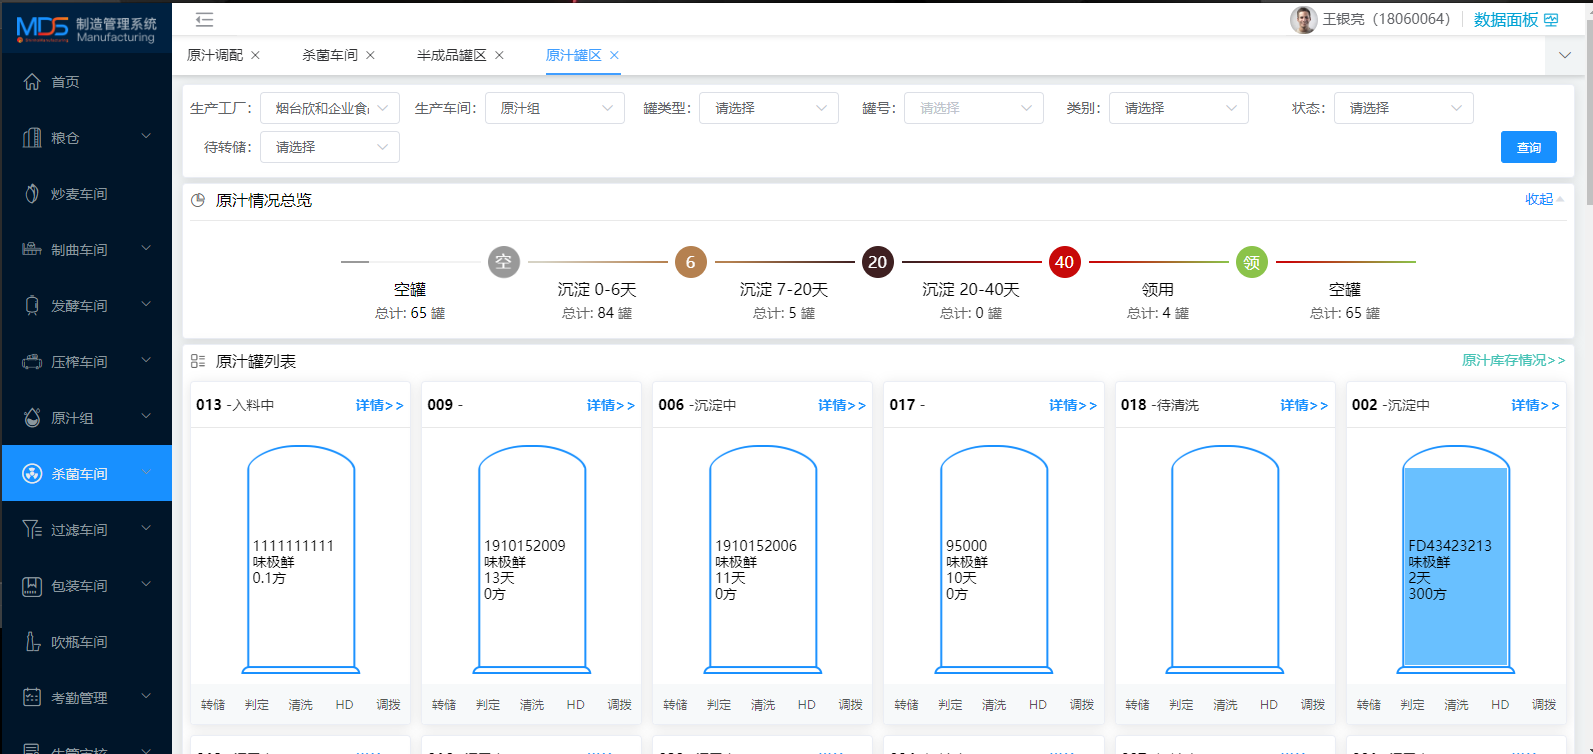 MDS 制造管理系统
Manufacturing
王银亮（18060064）
数据面板
首页
粮仓
炒麦车间
制曲车间
发酵车间
压榨车间
原汁组
杀菌车间
过滤车间
包装车间
吹瓶车间
考勤管理
原汁调配 ×
杀菌车间 ×
半成品罐区 ×
原汁罐区 ×
生产工厂： 烟台欣和企业食
生产车间： 原汁组
罐类型： 请选择
罐号： 请选择
类别： 请选择
状态： 请选择
待转储： 请选择
查询
原汁情况总览
收起
空 6 20 40 领
空罐 沉淀 0-6天 沉淀 7-20天 沉淀 20-40天 领用 空罐
总计: 65 罐 总计: 84 罐 总计: 5 罐 总计: 0 罐 总计: 4 罐 总计: 65 罐
原汁罐列表
原汁库存情况>>
013 -入料中 详情>>
1111111111
味极鲜
0.1方
转储 判定 清洗 HD 调拨
009 - 详情>>
1910152009
味极鲜
13天
0方
转储 判定 清洗 HD 调拨
006 -沉淀中 详情>>
1910152006
味极鲜
11天
0方
转储 判定 清洗 HD 调拨
017 - 详情>>
95000
味极鲜
10天
0方
转储 判定 清洗 HD 调拨
018 -待清洗 详情>>
转储 判定 清洗 HD 调拨
002 -沉淀中 详情>>
FD43423213
味极鲜
2天
300方
转储 判定 清洗 HD 调拨